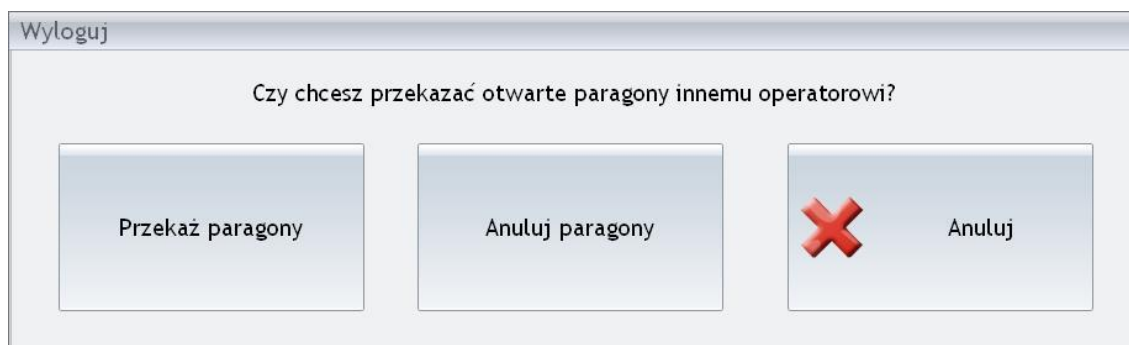 Wyloguj
Czy chcesz przekazać otwarte paragony innemu operatorowi?
Przekaż paragony
Anuluj paragony
Anuluj